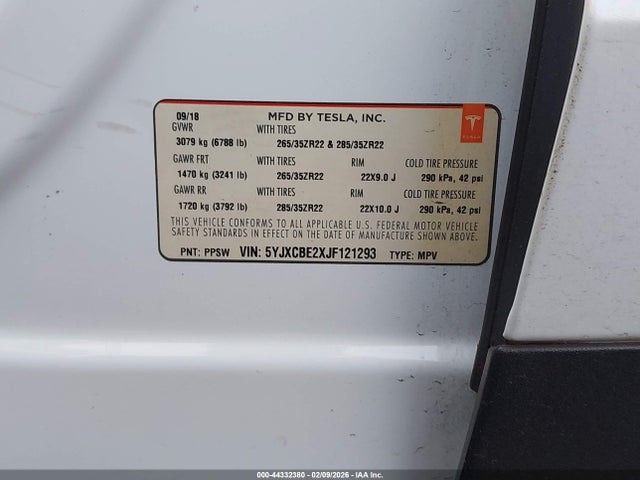 09/18 MFD BY TESLA, INC.
GVWR WITH TIRES
3079 kg (6788 lb) 265/35ZR22 & 285/35ZR22
GAWR FRT WITH TIRES RIM COLD TIRE PRESSURE
1470 kg (3241 lb) 265/35ZR22 22X9.0 J 290 kPa, 42 psi
GAWR RR WITH TIRES RIM COLD TIRE PRESSURE
1720 kg (3792 lb) 285/35ZR22 22X10.0 J 290 kPa, 42 psi
THIS VEHICLE CONFORMS TO ALL APPLICABLE U.S. FEDERAL MOTOR VEHICLE
SAFETY STANDARDS IN EFFECT ON THE DATE OF MANUFACTURE SHOWN ABOVE.
PNT: PPSW VIN: 5YJXCBE2XJF121293 TYPE: MPV
TESLA
000-44332380 - 02/09/2026 - IAA, Inc.